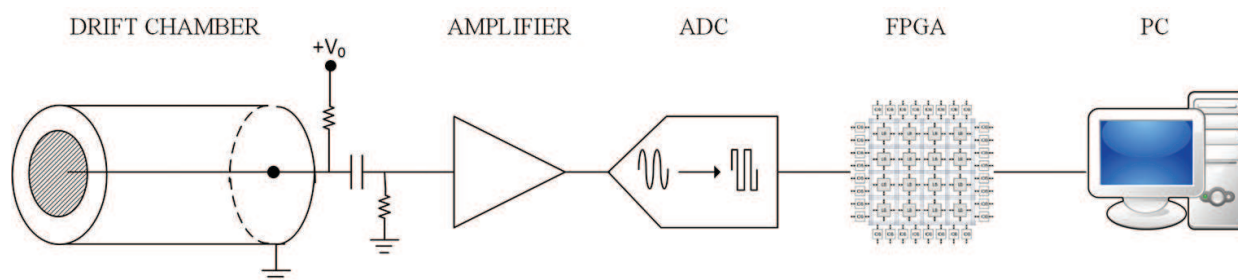 DRIFT CHAMBER
AMPLIFIER
ADC
FPGA
PC
+V₀